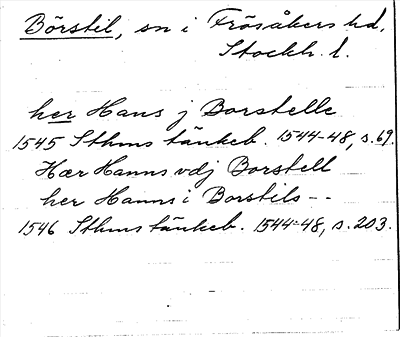 Börstil, sn i Frösåkers hd,
Stockh. l.
her Hans j Borstelle
1545 Sthms tänkeb. 1544-48, s. 69.
Hær Hanns vdj Borstell
her Hanns i Borstils - -
1546 Sthms tänkeb. 1544-48, s. 203.